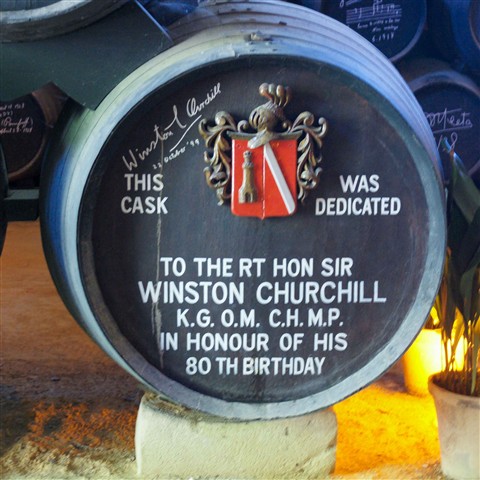 Winston Churchill
THIS WAS
CASK DEDICATED
TO THE RT HON SIR
WINSTON CHURCHILL
K.G. O.M. C.H. M.P.
IN HONOUR OF HIS
80 TH BIRTHDAY